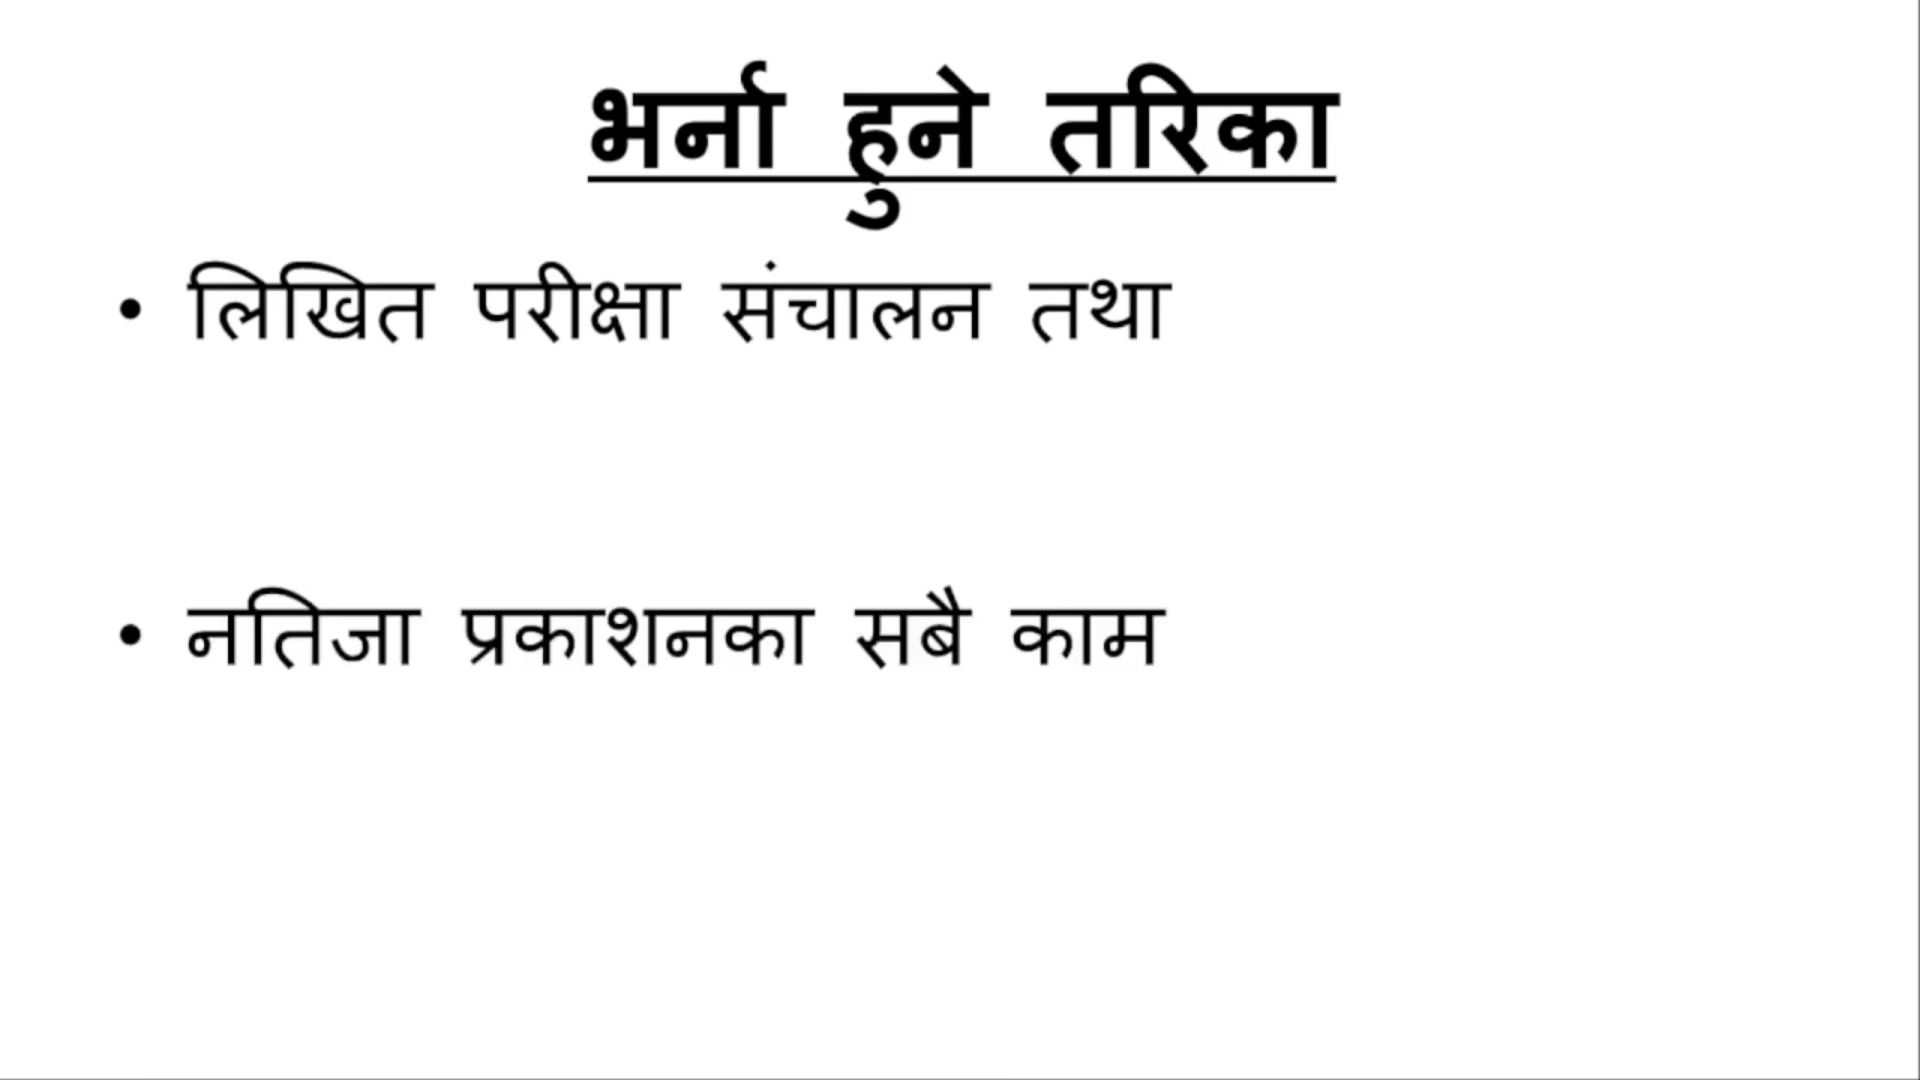 भर्ना हुने तरिका
• लिखित परीक्षा संचालन तथा
• नतिजा प्रकाशनका सबै काम